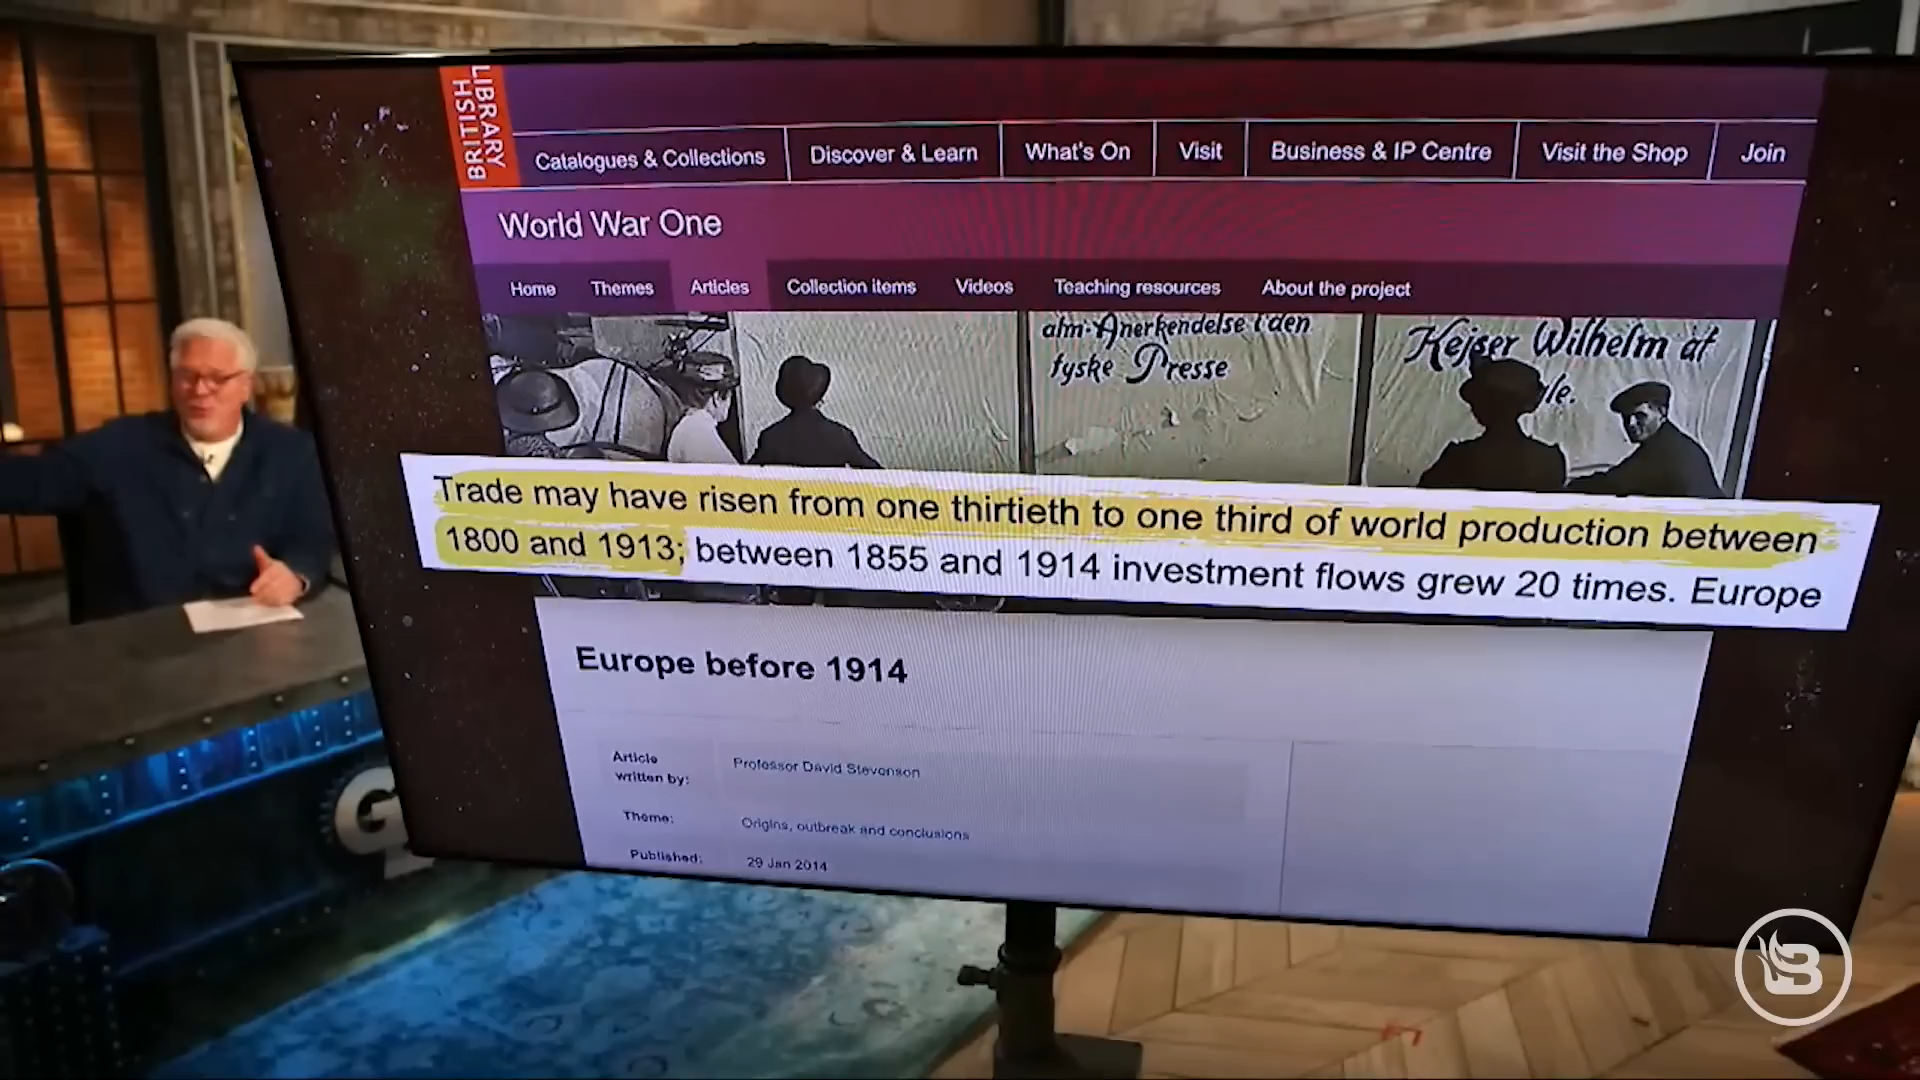 BRITISH
LIBRARY
Catalogues & Collections
Discover & Learn
What's On
Visit
Business & IP Centre
Visit the Shop
Join
World War One
Home
Themes
Articles
Collection items
Videos
Teaching resources
About the project
alm. Anerkendelse i den
tyske Presse
Kejser Wilhelm at
le.
Trade may have risen from one thirtieth to one third of world production between
1800 and 1913; between 1855 and 1914 investment flows grew 20 times. Europe
Europe before 1914
Article
written by:
Professor David Stevenson
Theme:
Origins, outbreak and conclusions
Published:
29 Jan 2014
G
B